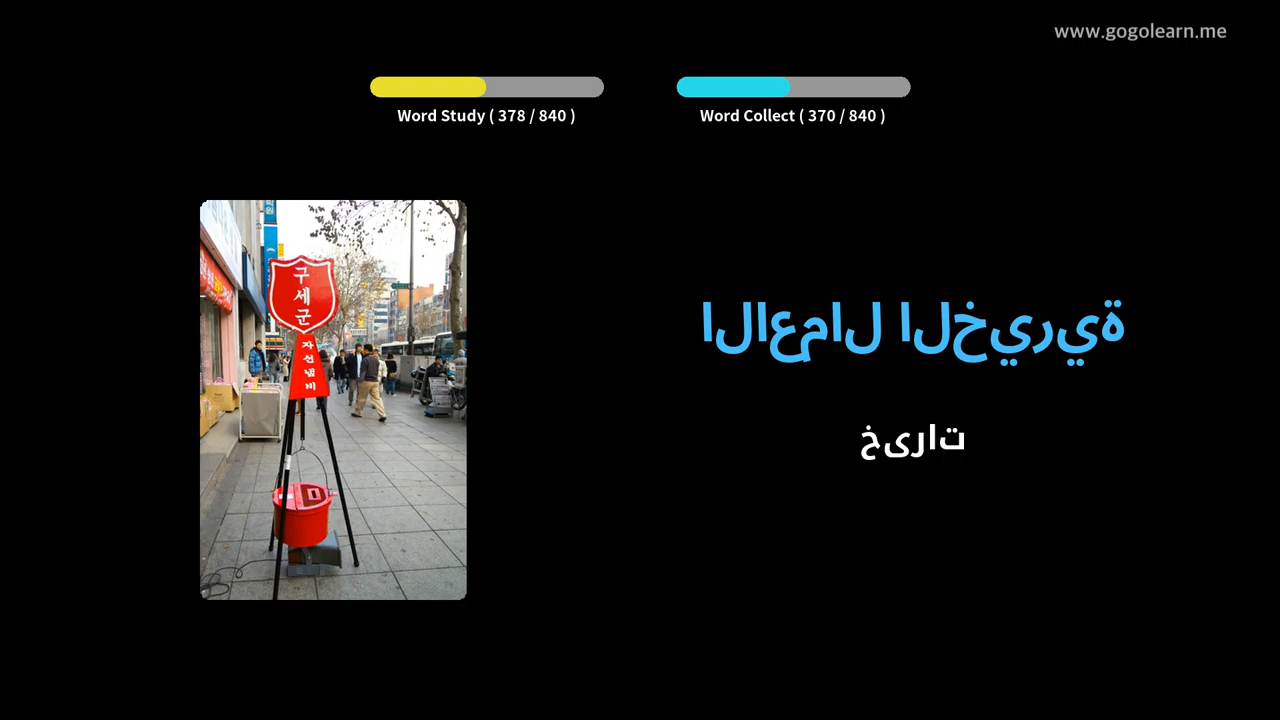 www.gogolearn.me
Word Study ( 378 / 840 )
Word Collect ( 370 / 840 )
구세군
자선냄비
الاعمال الخيرية
خیرات